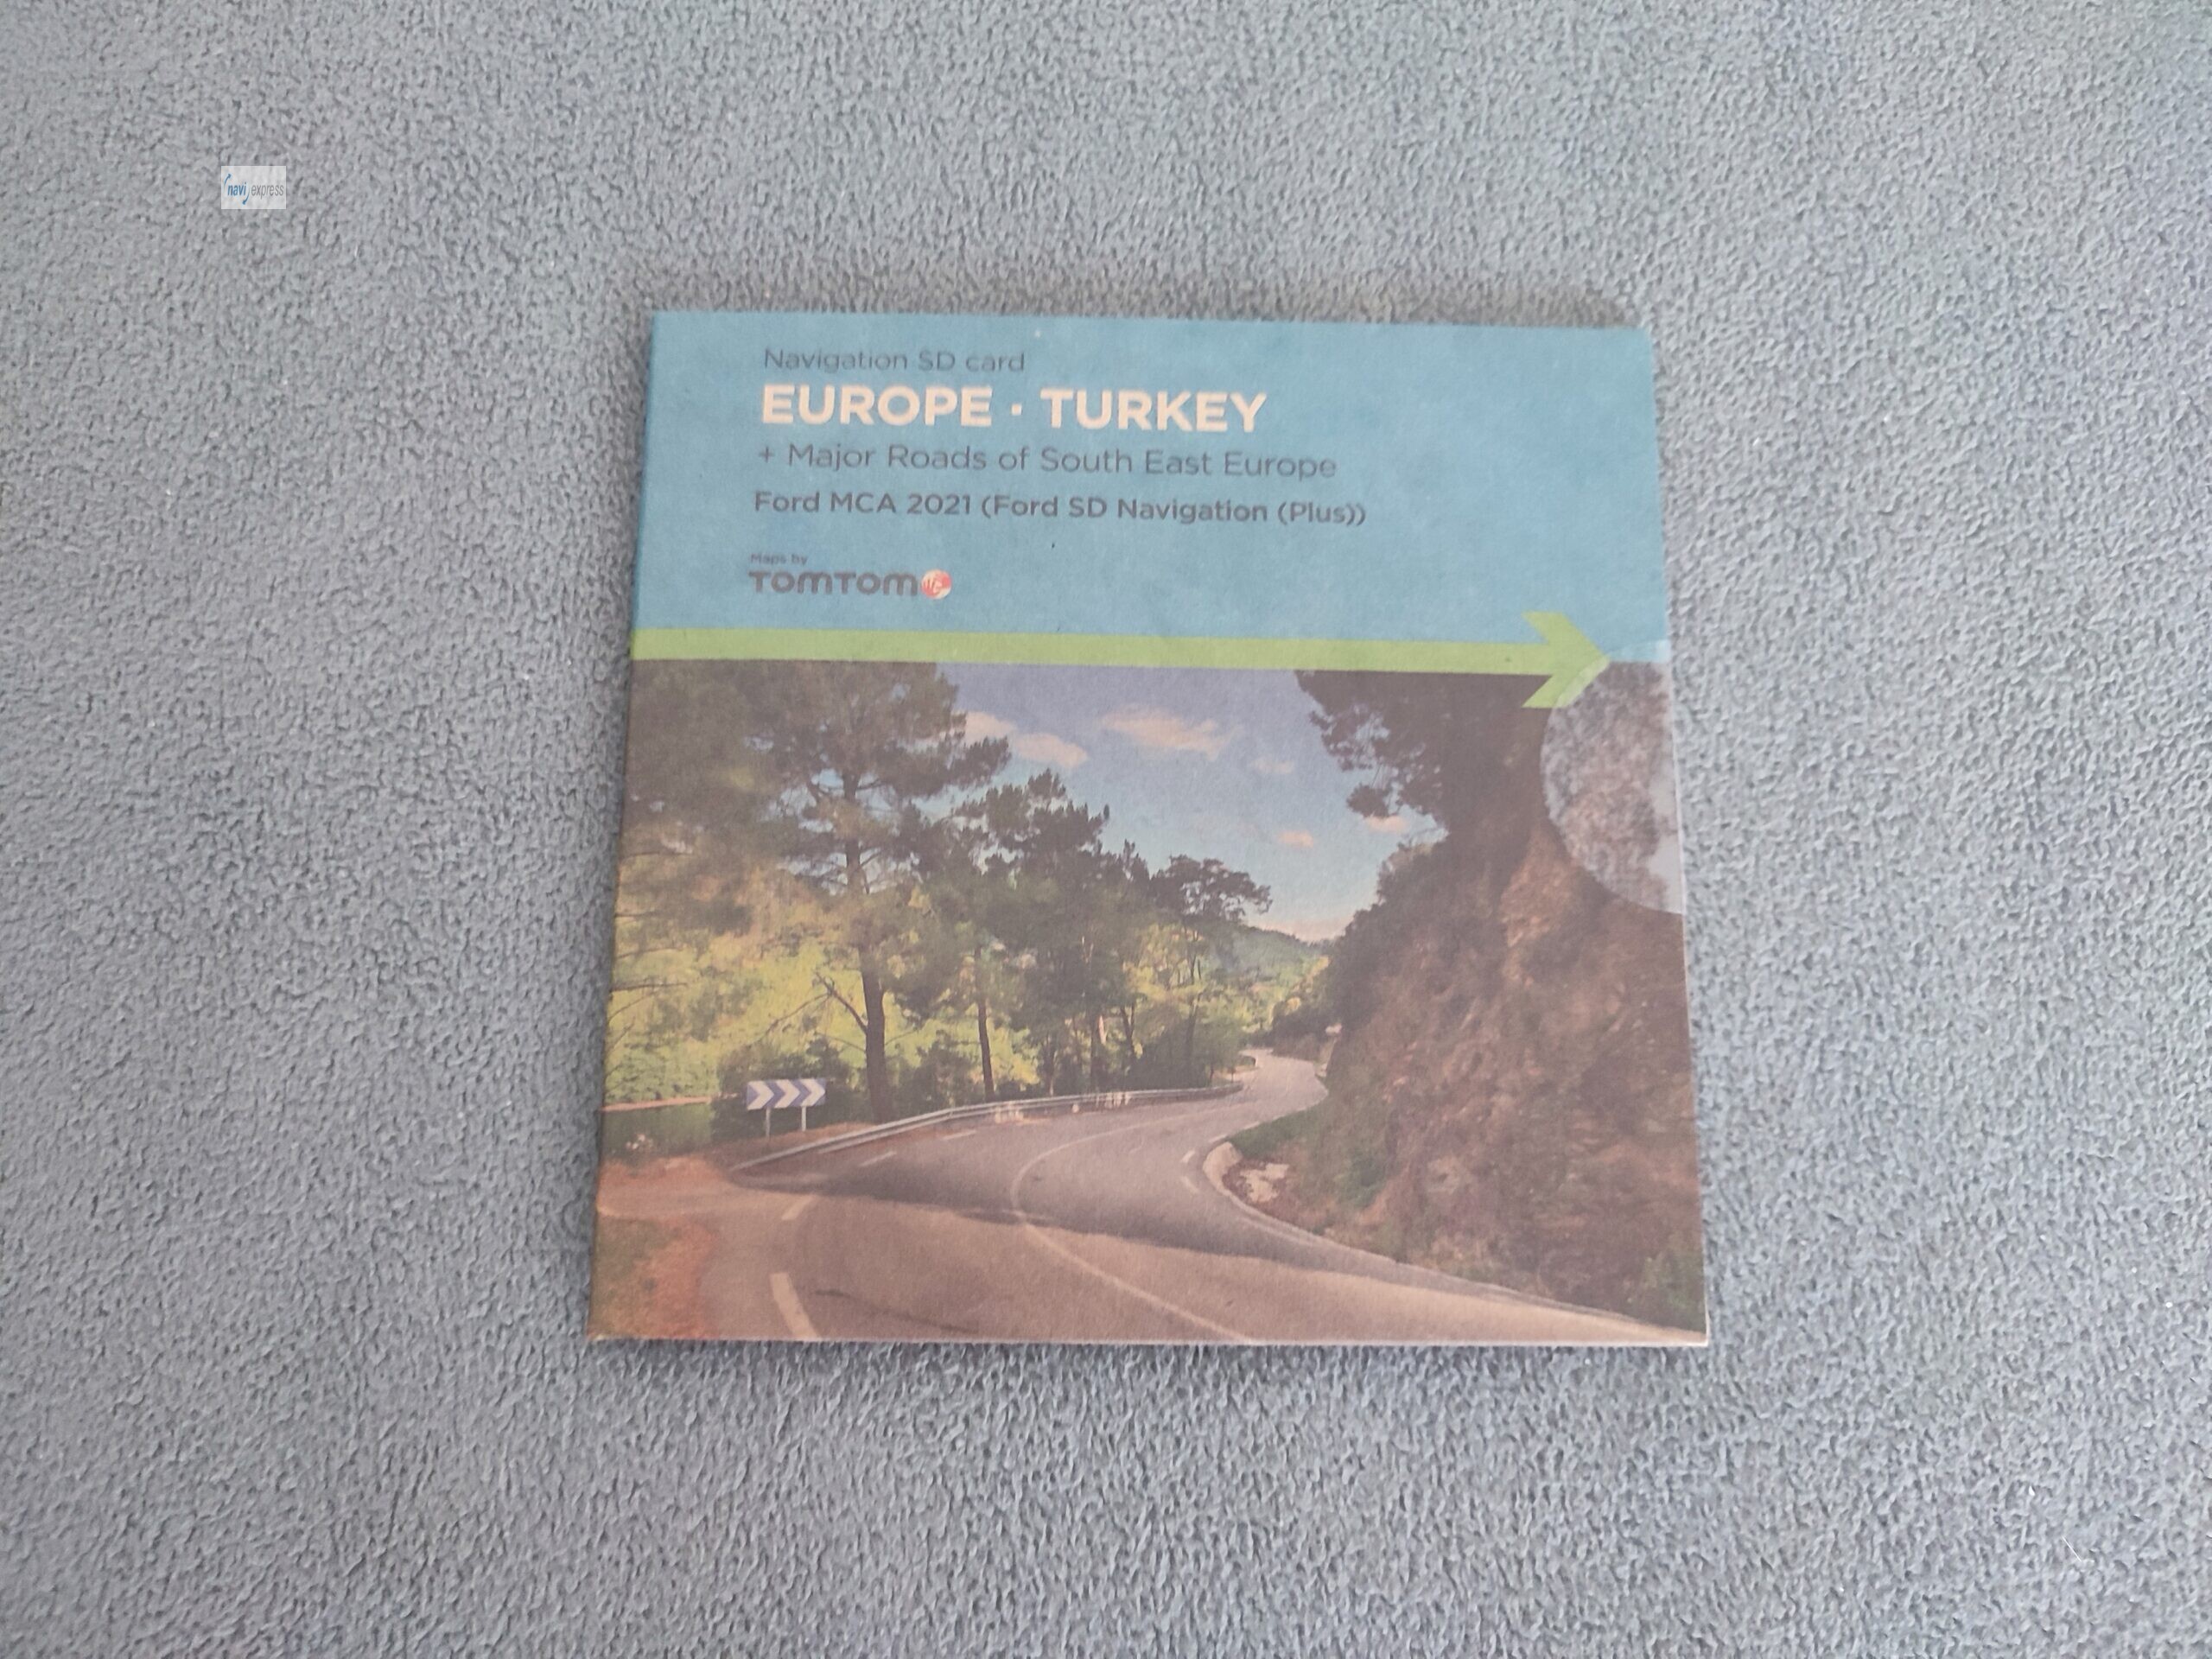 navi express
Navigation SD card
EUROPE · TURKEY
+ Major Roads of South East Europe
Ford MCA 2021 (Ford SD Navigation (Plus))
Maps by
TOMTOM